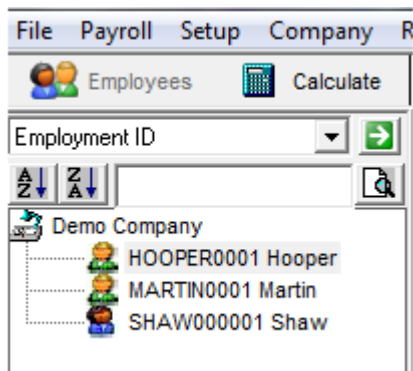 File Payroll Setup Company
Employees Calculate
Employment ID
A Z Z A
Demo Company
HOOPER0001 Hooper
MARTIN0001 Martin
SHAW000001 Shaw